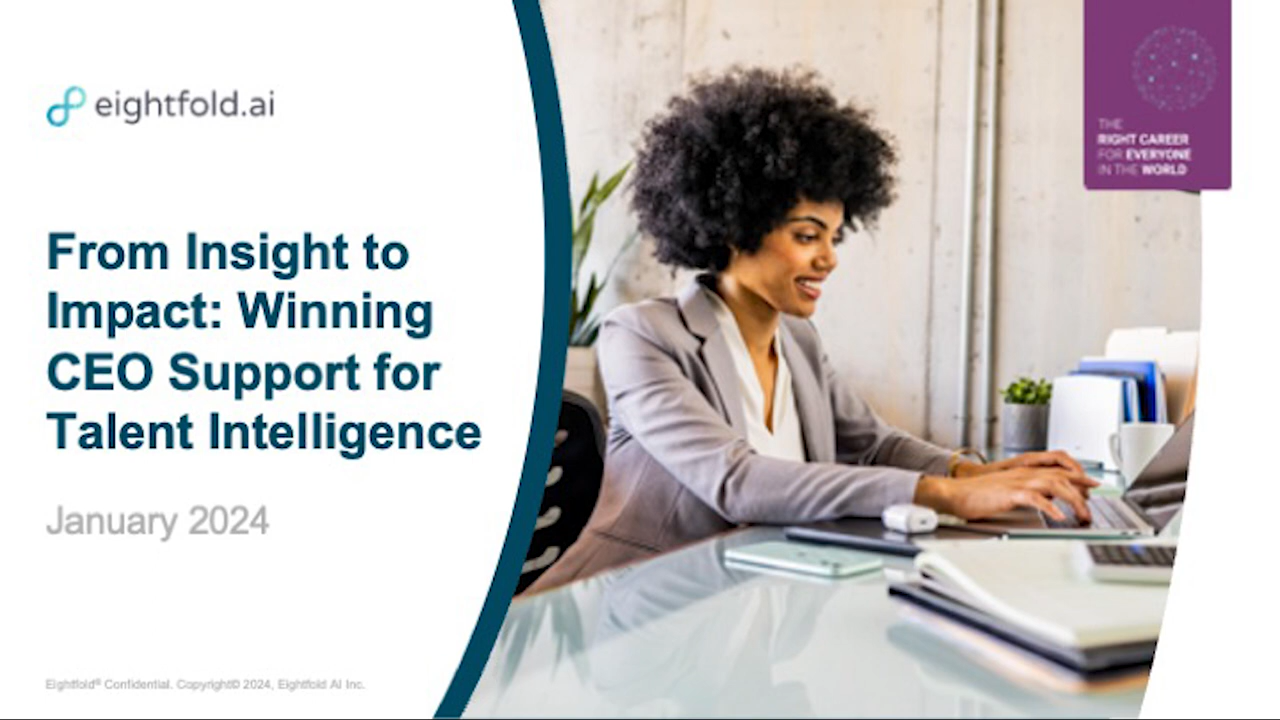 eightfold.ai
THE
RIGHT CAREER
FOR EVERYONE
IN THE WORLD
From Insight to
Impact: Winning
CEO Support for
Talent Intelligence
January 2024
Eightfold® Confidential. Copyright© 2024, Eightfold AI Inc.